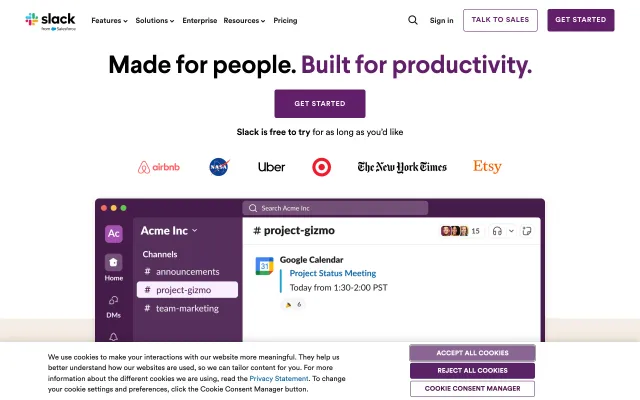 slack
from Salesforce
Features Solutions Enterprise Resources Pricing
Sign in
TALK TO SALES
GET STARTED
Made for people. Built for productivity.
GET STARTED
Slack is free to try for as long as you'd like
airbnb
NASA
Uber
The New York Times
Etsy
Search Acme Inc
Ac
Acme Inc
# project-gizmo
15
Channels
# announcements
Home
# project-gizmo
# team-marketing
DMs
31
Google Calendar
Project Status Meeting
Today from 1:30-2:00 PST
6
We use cookies to make your interactions with our website more meaningful. They help us
better understand how our websites are used, so we can tailor content for you. For more
information about the different cookies we are using, read the Privacy Statement. To change
your cookie settings and preferences, click the Cookie Consent Manager button.
ACCEPT ALL COOKIES
REJECT ALL COOKIES
COOKIE CONSENT MANAGER